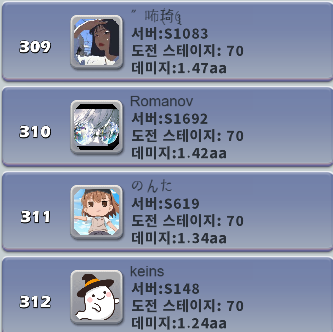 309
서버:S1083
도전 스테이지: 70
데미지:1.47aa
310
Romanov
서버:S1692
도전 스테이지: 70
데미지:1.42aa
311
のんた
서버:S619
도전 스테이지: 70
데미지:1.34aa
312
keins
서버:S148
도전 스테이지: 70
데미지:1.24aa